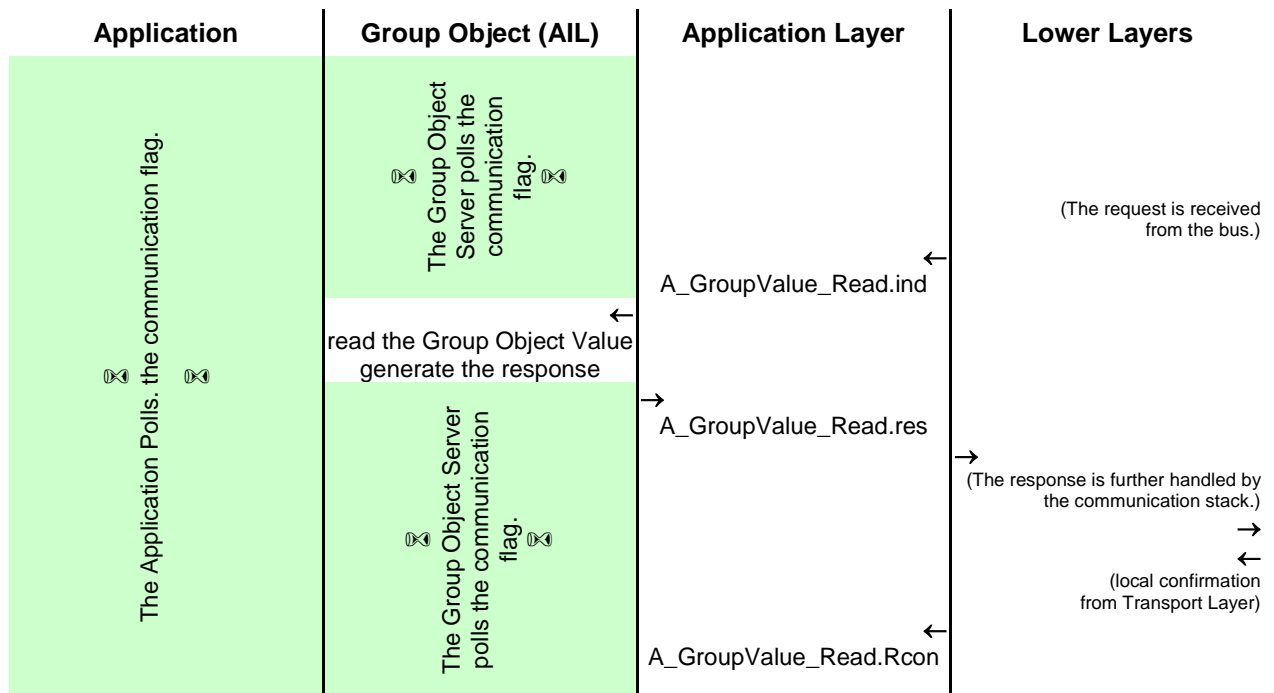 Application
Group Object (AIL)
Application Layer
Lower Layers
The Application Polls. the communication flag.
The Group Object
Server polls the
communication
flag.
(The request is received
from the bus.)
←
A_GroupValue_Read.ind
←
read the Group Object Value
generate the response
→
A_GroupValue_Read.res
→
(The response is further handled by
the communication stack.)
→
←
(local confirmation
from Transport Layer)
The Group Object Server
polls the communication
flag.
←
A_GroupValue_Read.Rcon